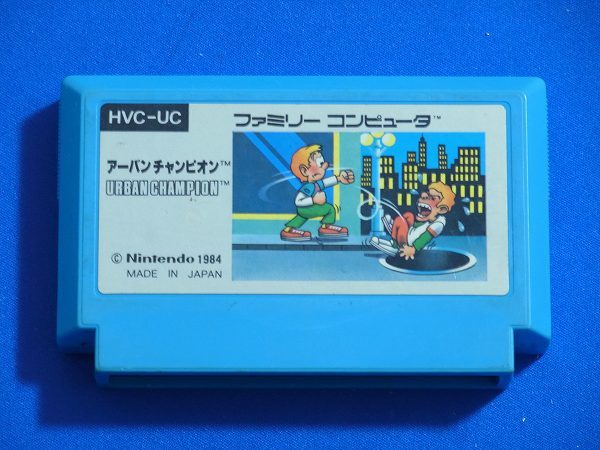 HVC-UC
ファミリー コンピュータ™
アーバンチャンピオン™
URBAN CHAMPION™
© Nintendo 1984
MADE IN JAPAN